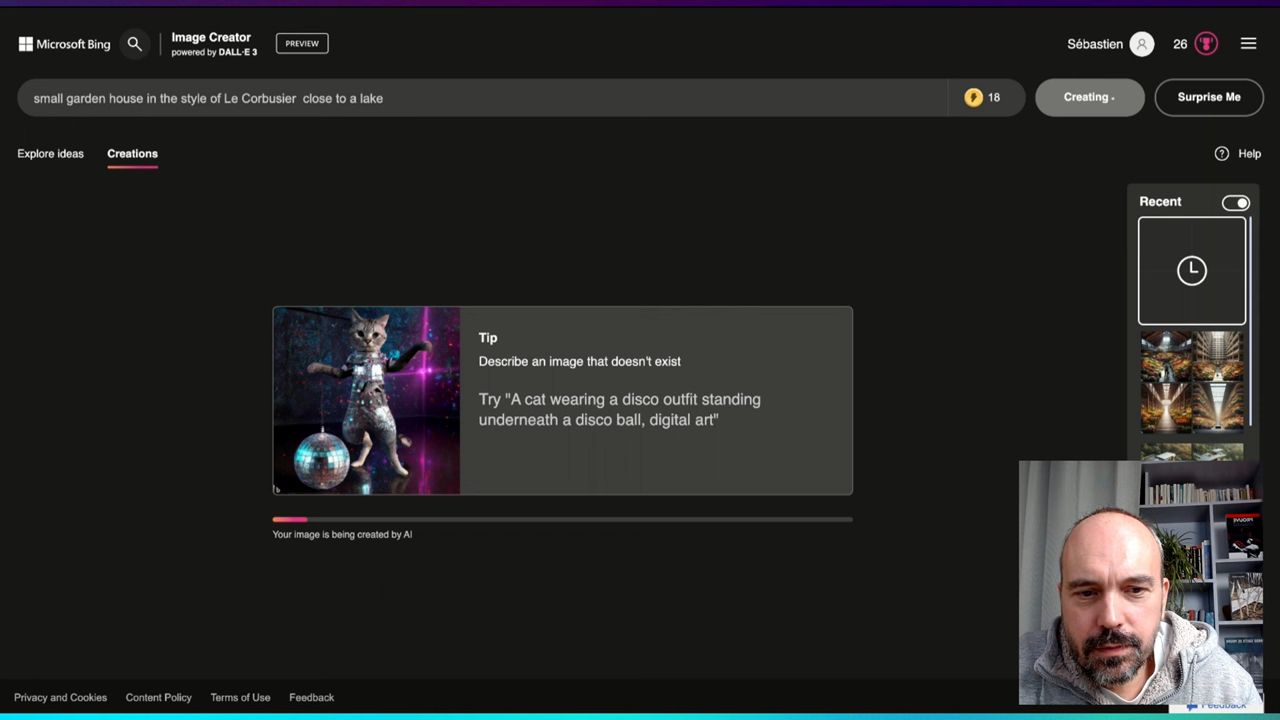 Microsoft Bing
Image Creator
powered by DALL·E 3
PREVIEW
Sébastien
26
small garden house in the style of Le Corbusier  close to a lake
18
Creating
Surprise Me
Explore ideas
Creations
Help
Recent
Tip
Describe an image that doesn't exist
Try "A cat wearing a disco outfit standing
underneath a disco ball, digital art"
Your image is being created by AI
Privacy and Cookies
Content Policy
Terms of Use
Feedback
Feedback